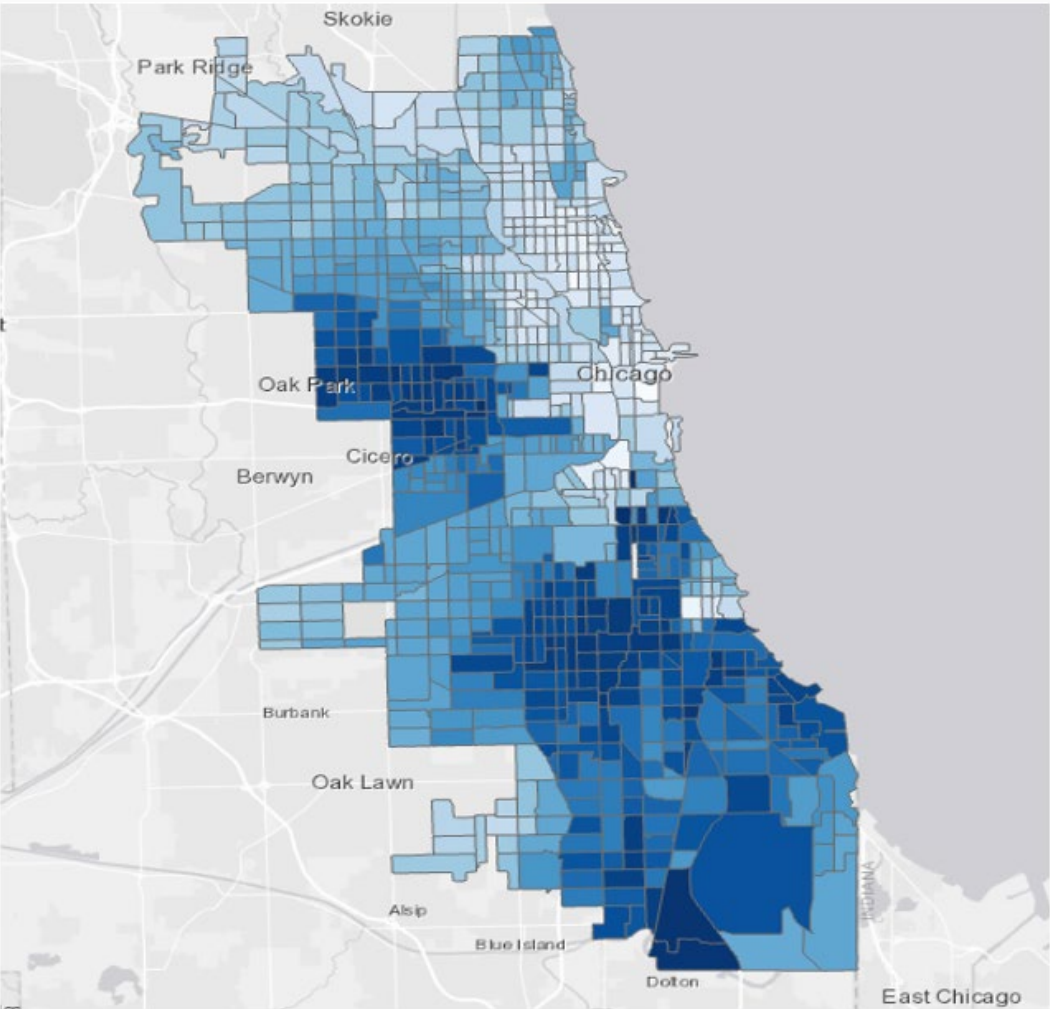 Skokie
Park Ridge
t
Chicago
Oak Park
Cicero
Berwyn
Burbank
Oak Lawn
INDIANA
Alsip
Blue Island
Dolton
East Chicago